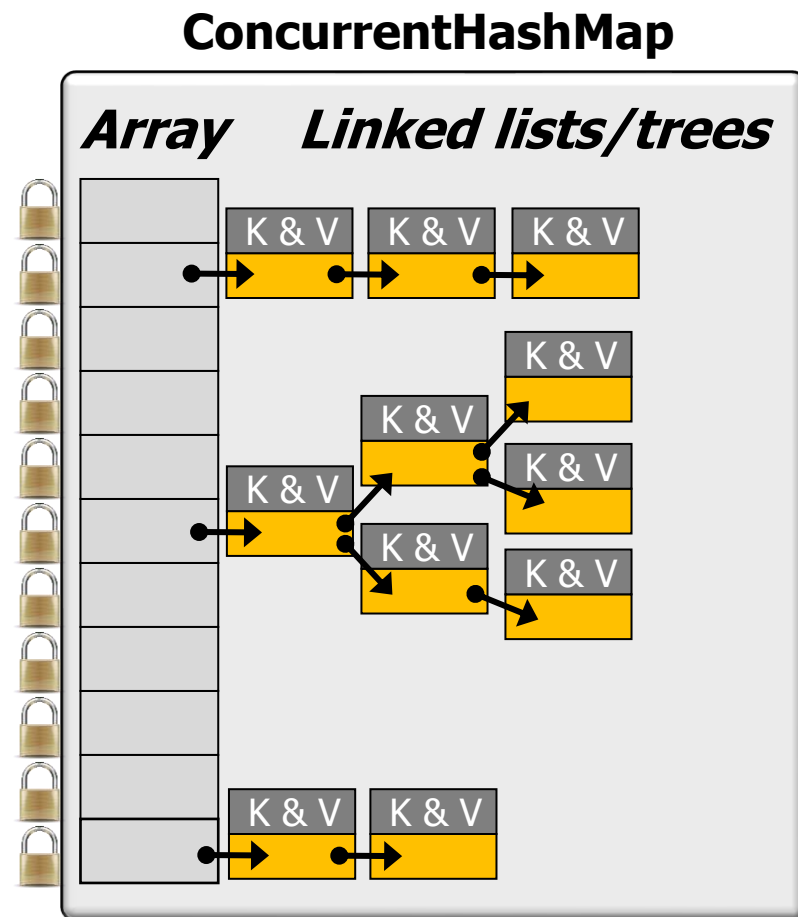 ConcurrentHashMap
Array Linked lists/trees
K & V K & V K & V
K & V
K & V
K & V
K & V
K & V
K & V
K & V K & V